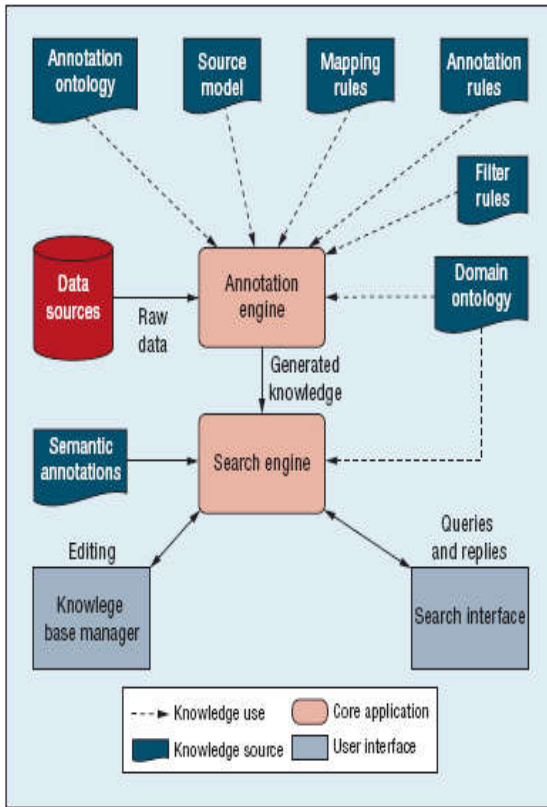 Annotation
ontology
Source
model
Mapping
rules
Annotation
rules
Filter
rules
Data
sources
Raw
data
Annotation
engine
Domain
ontology
Generated
knowledge
Semantic
annotations
Search engine
Editing
Queries
and replies
Knowlege
base manager
Search interface
Knowledge use
Core application
Knowledge source
User interface